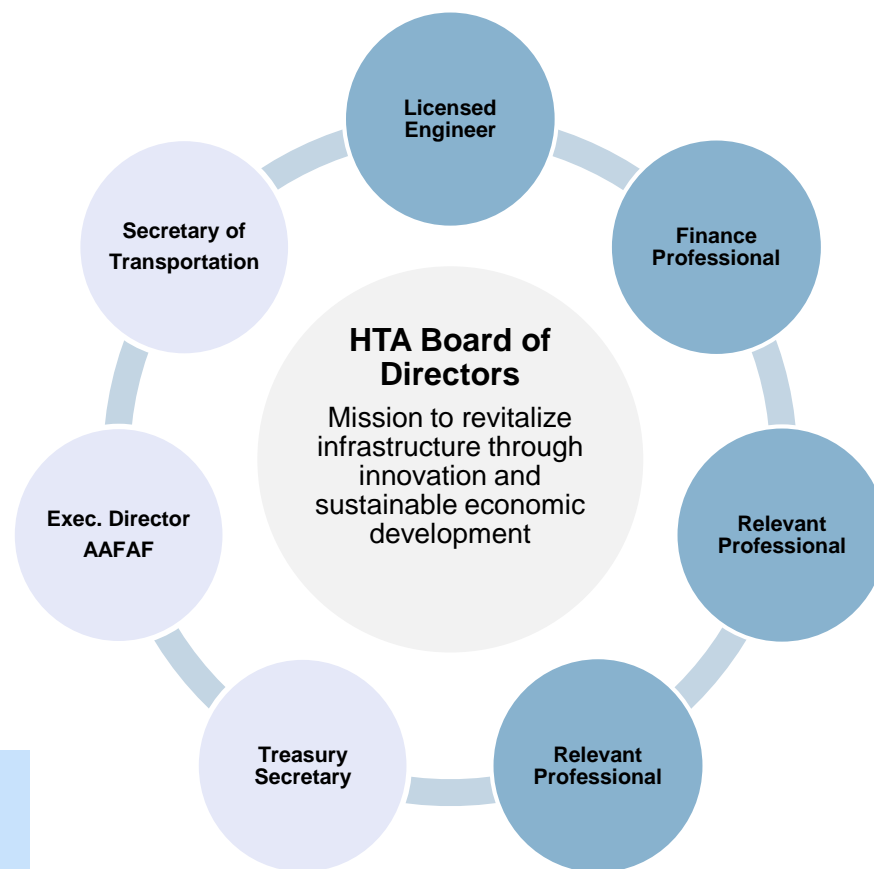 Licensed
Engineer
Secretary of
Transportation
Finance
Professional
HTA Board of
Directors
Mission to revitalize
infrastructure through
innovation and
sustainable economic
development
Exec. Director
AAFAF
Relevant
Professional
Treasury
Secretary
Relevant
Professional